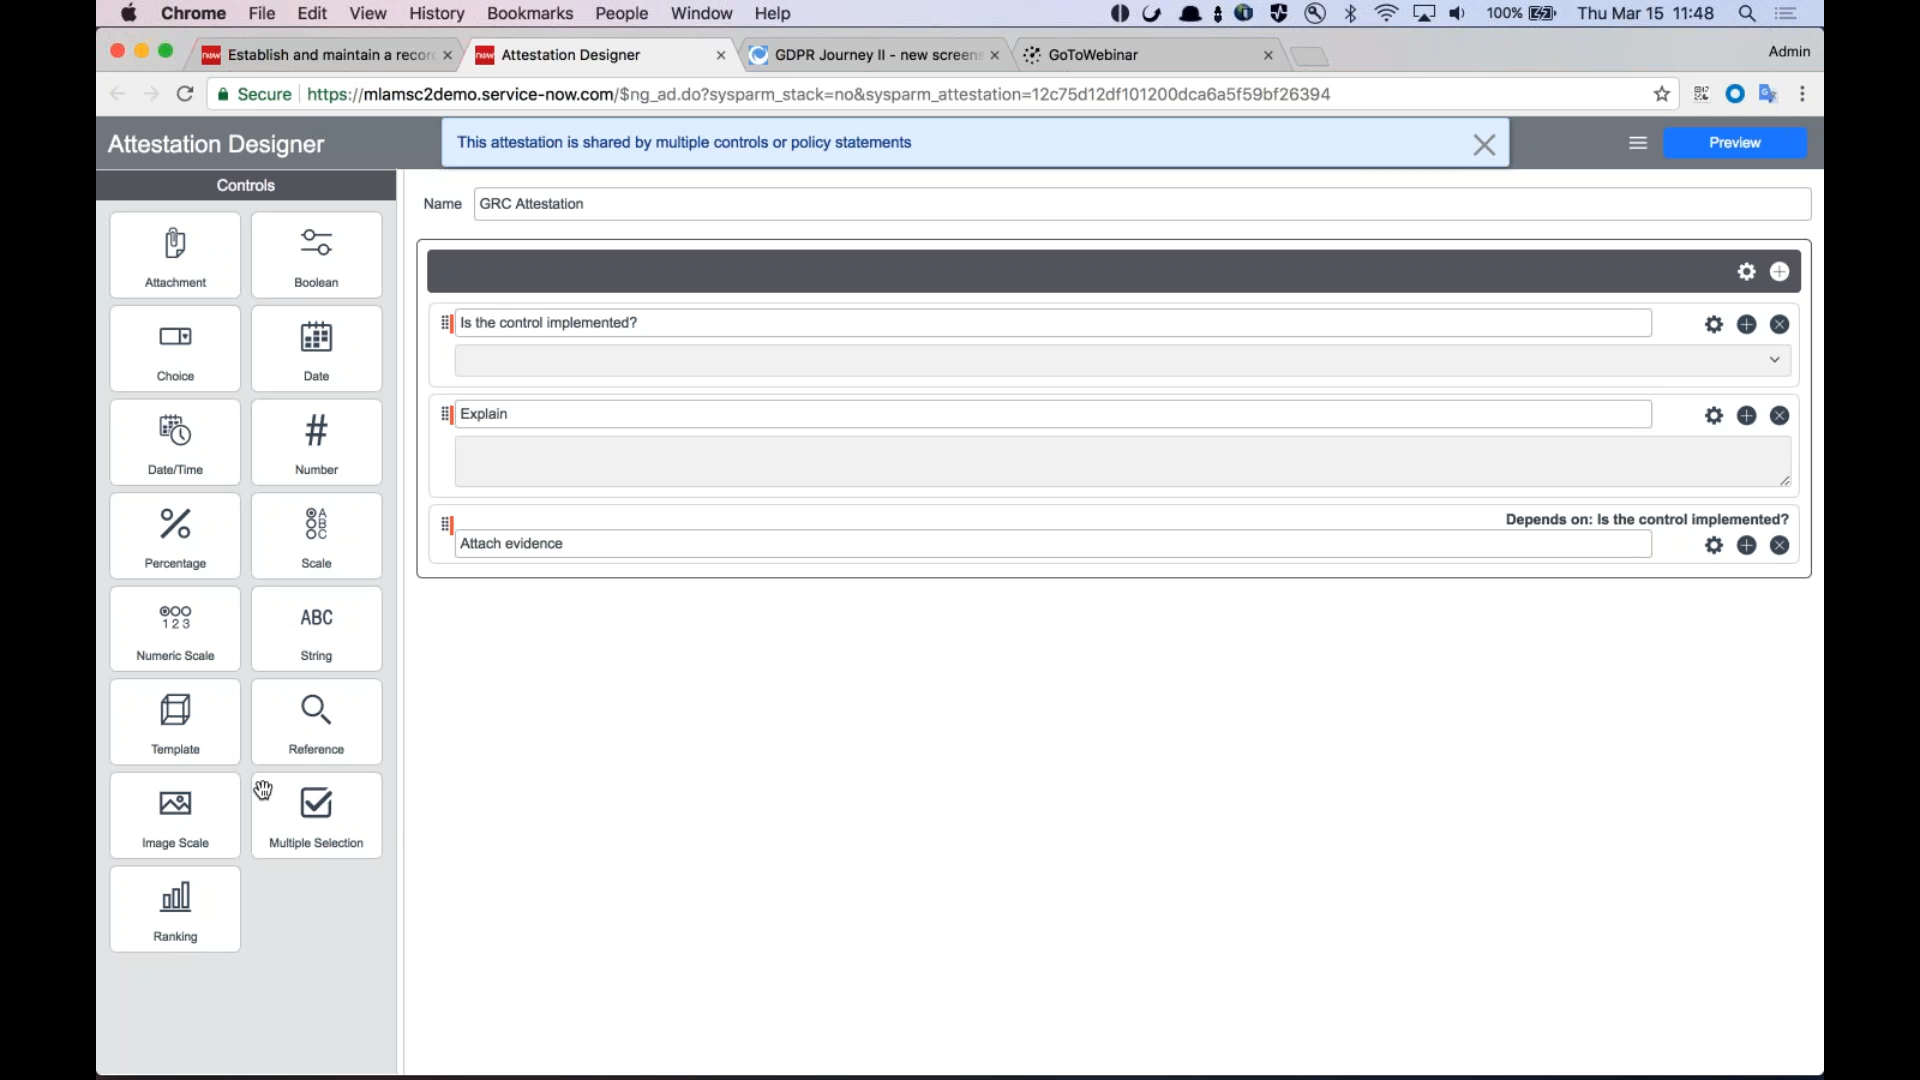 Chrome File Edit View History Bookmarks People Window Help 100% Thu Mar 15 11:48
now Establish and maintain a recor now Attestation Designer GDPR Journey II - new screens GoToWebinar Admin
Secure https://mlamsc2demo.service-now.com/$ng_ad.do?sysparm_stack=no&sysparm_attestation=12c75d12df101200dca6a5f59bf26394
Attestation Designer This attestation is shared by multiple controls or policy statements Preview
Controls
Name GRC Attestation
Attachment Boolean
Is the control implemented?
Choice Date
Explain
Date/Time Number
Depends on: Is the control implemented?
Attach evidence
Percentage Scale
Numeric Scale
ABC
String
Template Reference
Image Scale Multiple Selection
Ranking